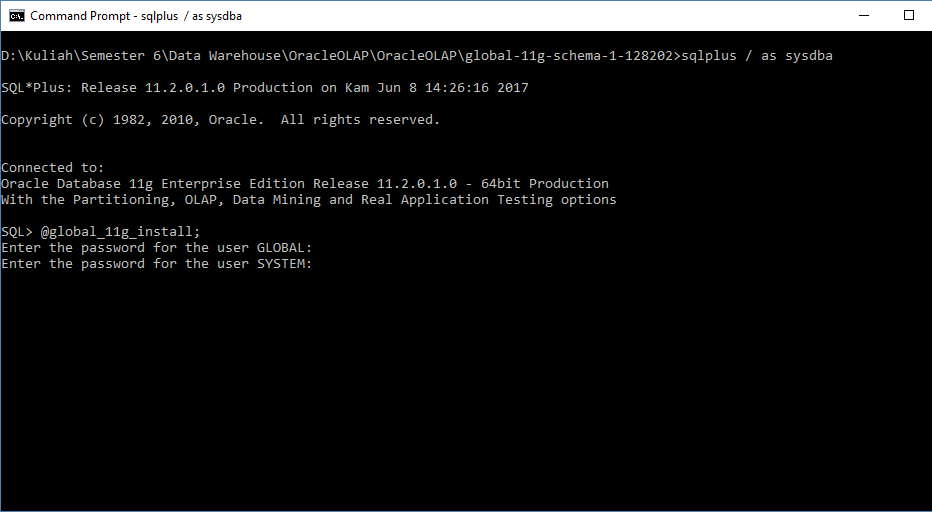 Command Prompt - sqlplus / as sysdba
D:\Kuliah\Semester 6\Data Warehouse\OracleOLAP\OracleOLAP\global-11g-schema-1-128202>sqlplus / as sysdba
SQL*Plus: Release 11.2.0.1.0 Production on Kam Jun 8 14:26:16 2017
Copyright (c) 1982, 2010, Oracle.  All rights reserved.
Connected to:
Oracle Database 11g Enterprise Edition Release 11.2.0.1.0 - 64bit Production
With the Partitioning, OLAP, Data Mining and Real Application Testing options
SQL> @global_11g_install;
Enter the password for the user GLOBAL:
Enter the password for the user SYSTEM: